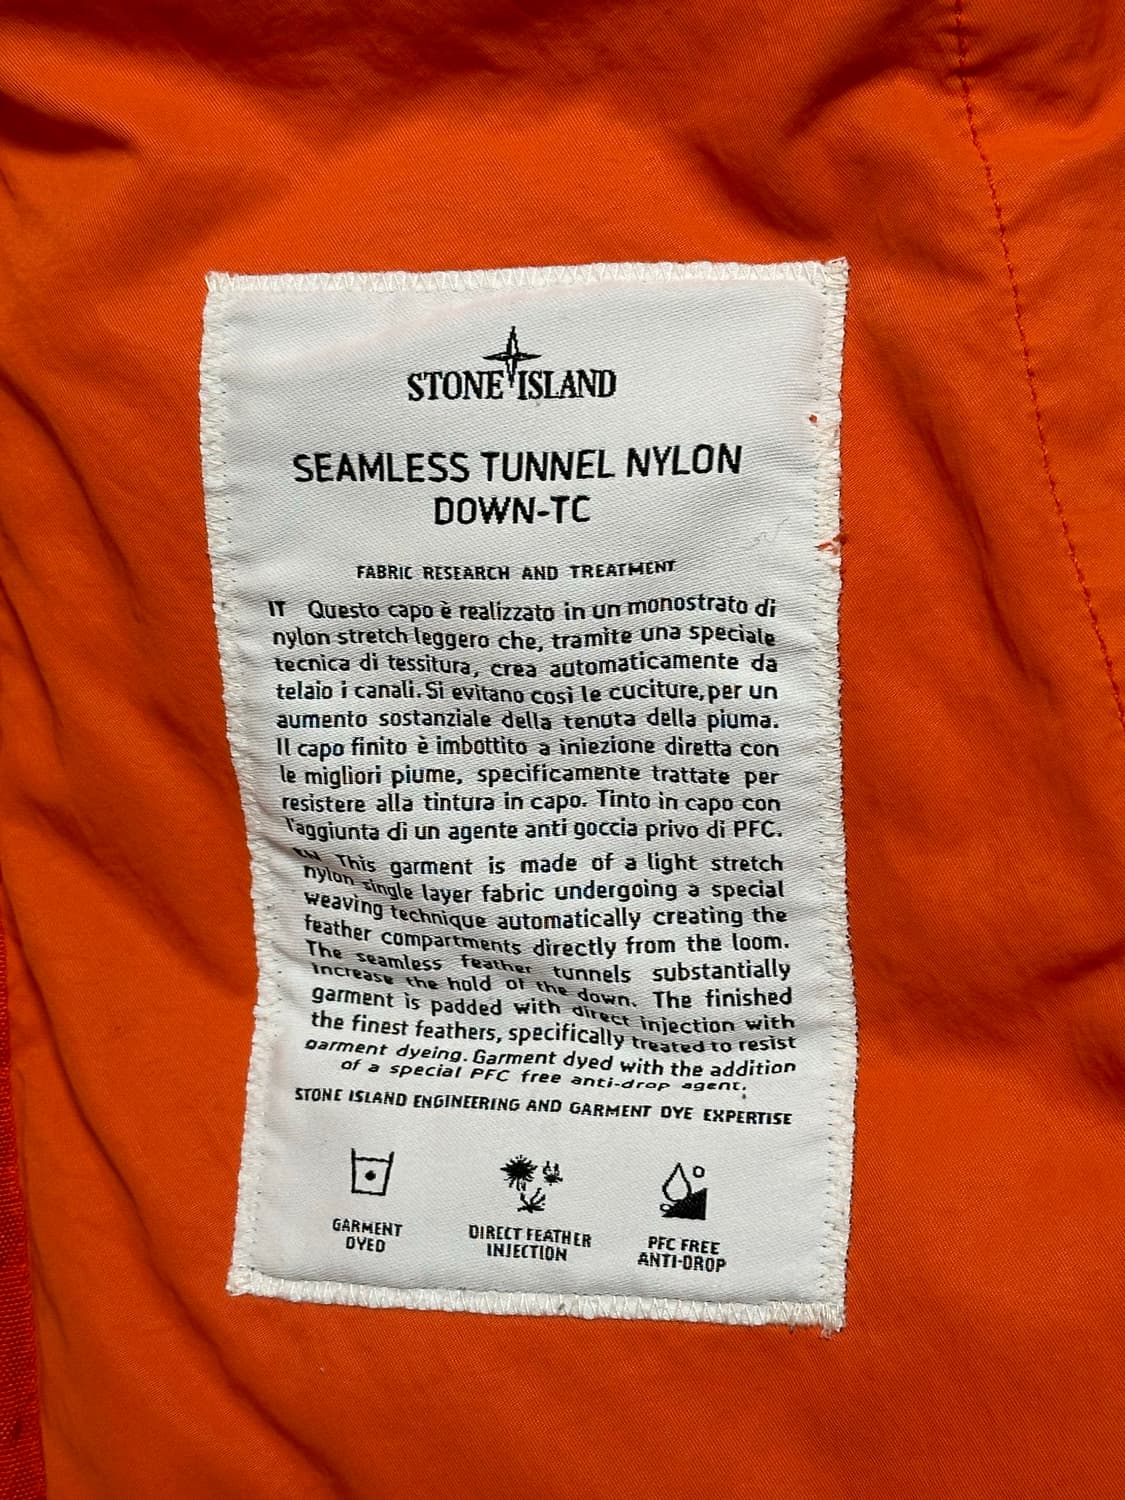 STONE ISLAND
SEAMLESS TUNNEL NYLON
DOWN-TC
FABRIC RESEARCH AND TREATMENT
IT Questo capo è realizzato in un monostrato di
nylon stretch leggero che, tramite una speciale
tecnica di tessitura, crea automaticamente da
telaio i canali. Si evitano così le cuciture, per un
aumento sostanziale della tenuta della piuma.
Il capo finito è imbottito a iniezione diretta con
le migliori piume, specificamente trattate per
resistere alla tintura in capo. Tinto in capo con
l'aggiunta di un agente anti goccia privo di PFC.
This garment is made of a light stretch
nylon single layer fabric undergoing a special
weaving technique automatically creating the
feather compartments directly from the loom.
The seamless feather tunnels substantially
increase the hold of the down. The finished
garment is padded with direct injection with
the finest feathers, specifically treated to resist
garment dyeing. Garment dyed with the addition
of a special PFC free anti-drop agent.
STONE ISLAND ENGINEERING AND GARMENT DYE EXPERTISE
GARMENT
DYED
DIRECT FEATHER
INJECTION
PFC FREE
ANTI-DROP